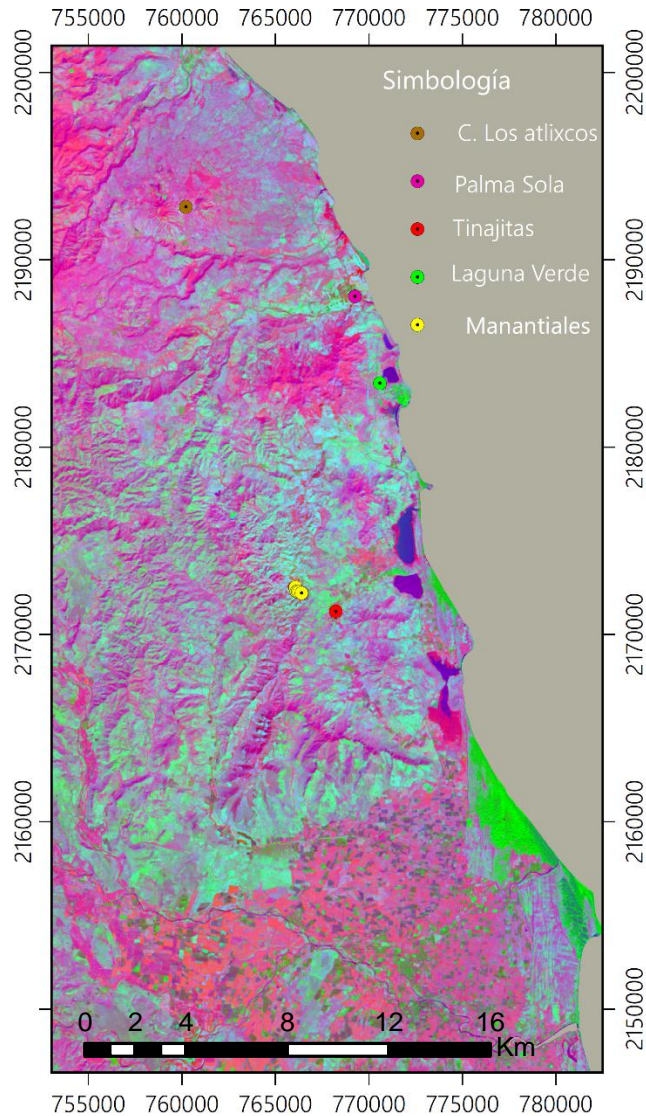 755000 760000 765000 770000 775000 780000
2200000 2200000
Simbología
C. Los atlixcos
Palma Sola
Tinajitas
Laguna Verde
Manantiales
2190000 2190000
2180000 2180000
2170000 2170000
2160000 2160000
2150000 2150000
0 2 4 8 12 16
Km
755000 760000 765000 770000 775000 780000